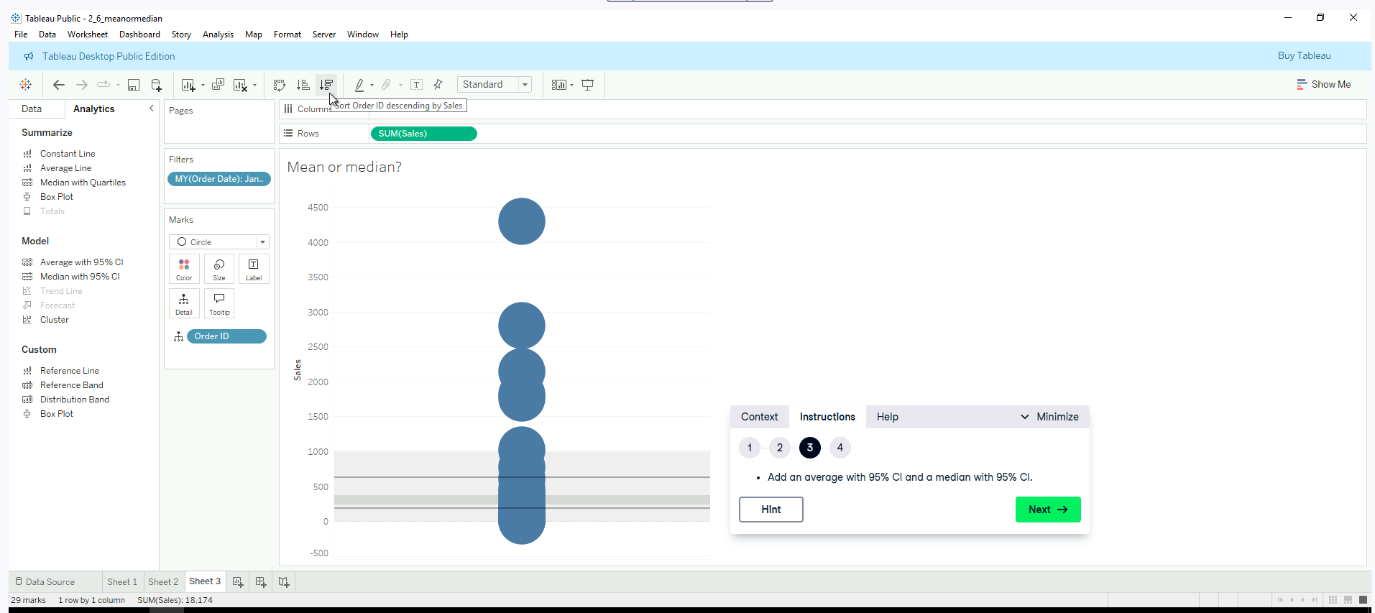 Tableau Public - 2_6_meanormedian
File Data Worksheet Dashboard Story Analysis Map Format Server Window Help
Tableau Desktop Public Edition
Buy Tableau
Standard
Show Me
Data Analytics
Pages
Columns
Sort Order ID descending by Sales
Rows
SUM(Sales)
Summarize
Constant Line
Average Line
Median with Quartiles
Box Plot
Totals
Model
Average with 95% CI
Median with 95% CI
Trend Line
Forecast
Cluster
Custom
Reference Line
Reference Band
Distribution Band
Box Plot
Filters
MY(Order Date): Jan..
Marks
Circle
Color Size Label
Detail Tooltip
Order ID
Mean or median?
4500
4000
3500
3000
2500
2000
1500
1000
500
0
-500
Sales
Context Instructions Help Minimize
1 2 3 4
• Add an average with 95% CI and a median with 95% CI.
Hint
Next →
Data Source Sheet 1 Sheet 2 Sheet 3
29 marks 1 row by 1 column SUM(Sales): 18,174